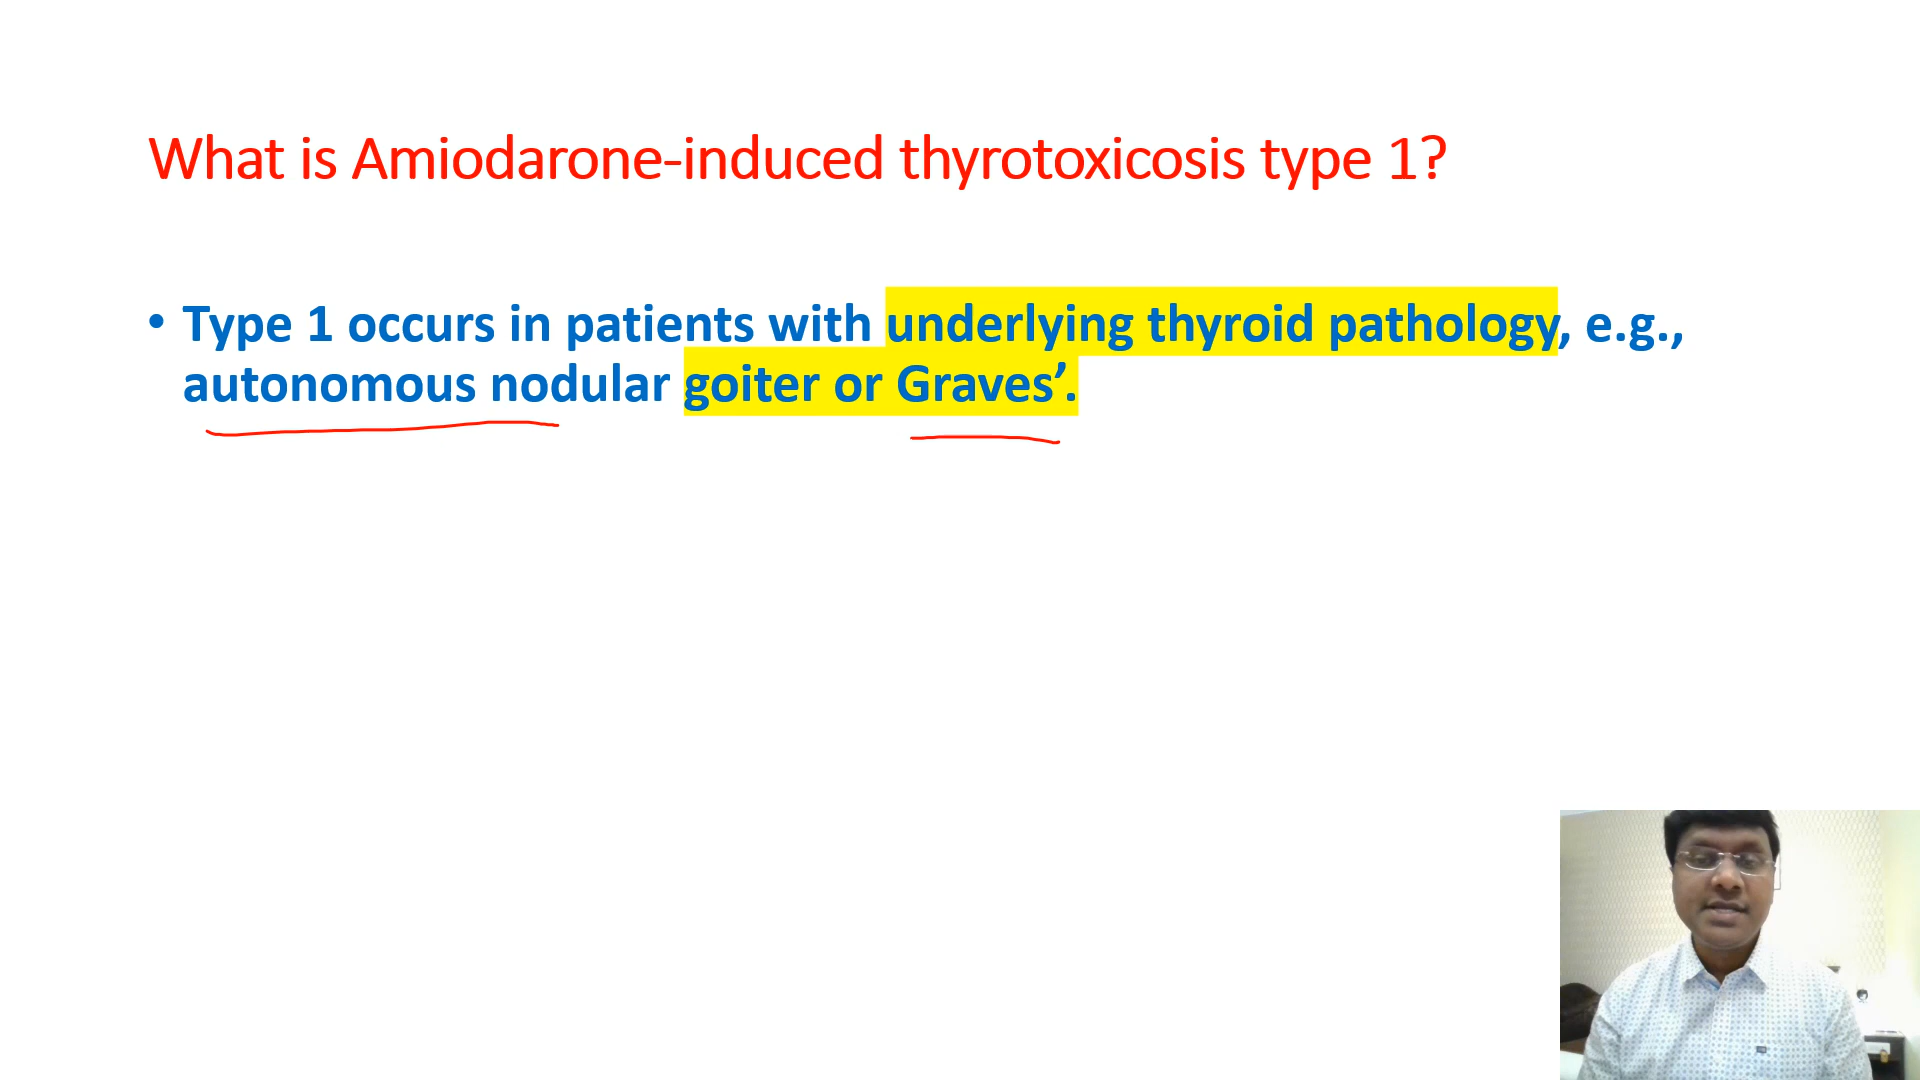 What is Amiodarone-induced thyrotoxicosis type 1?
• Type 1 occurs in patients with underlying thyroid pathology, e.g.,
autonomous nodular goiter or Graves’.